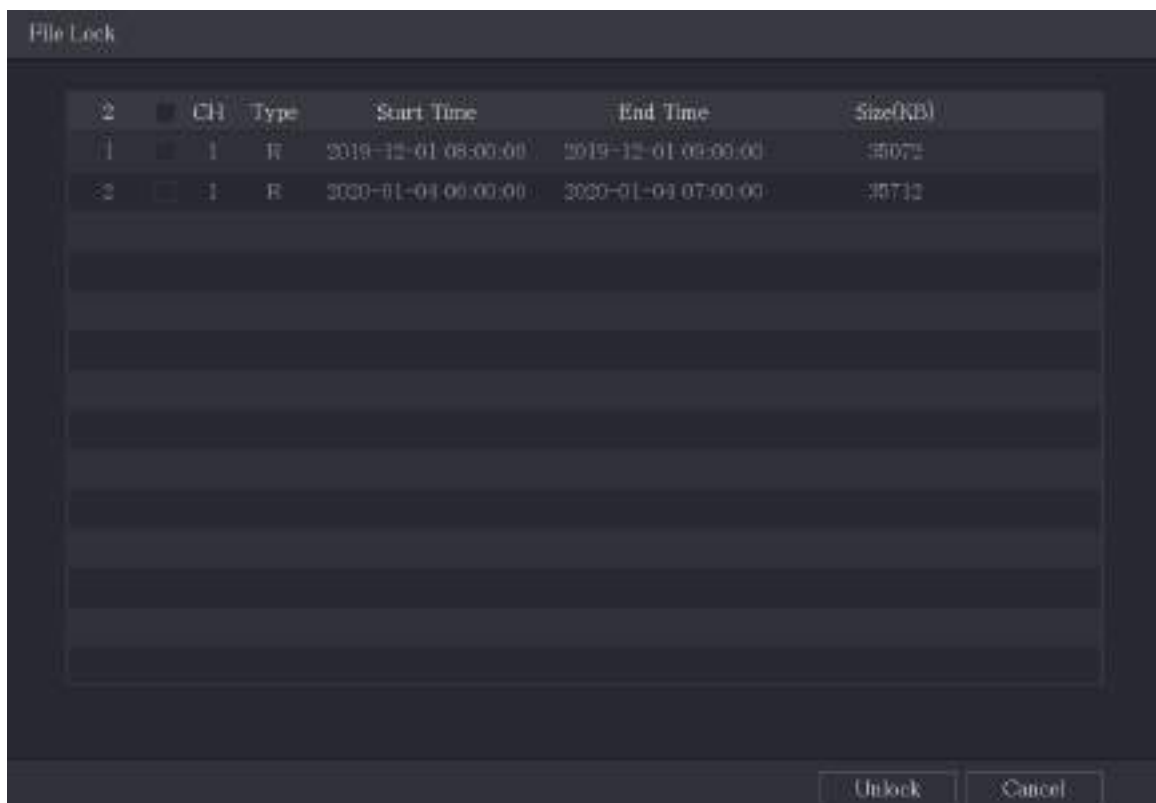 File Lock
2 CH Type Start Time End Time Size(KB)
1 1 R 2019-12-01 08:00:00 2019-12-01 09:00:00 35072
2 1 R 2020-01-04 06:00:00 2020-01-04 07:00:00 35712
Unlock Cancel